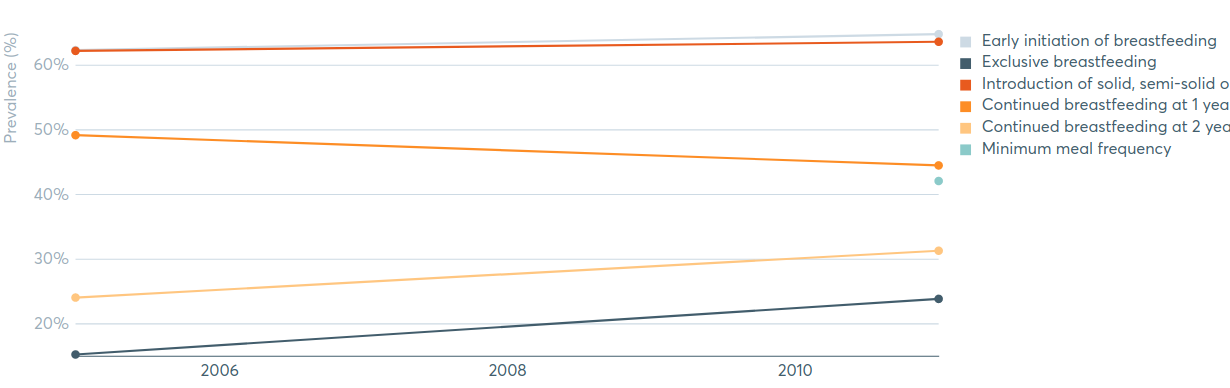 Prevalence (%)
60%
50%
40%
30%
20%
2006
2008
2010
Early initiation of breastfeeding
Exclusive breastfeeding
Introduction of solid, semi-solid o
Continued breastfeeding at 1 yea
Continued breastfeeding at 2 yea
Minimum meal frequency